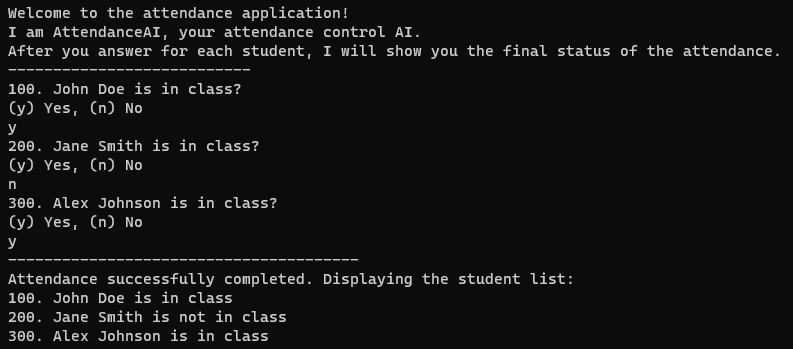 Welcome to the attendance application!
I am AttendanceAI, your attendance control AI.
After you answer for each student, I will show you the final status of the attendance.
---------------------------
100. John Doe is in class?
(y) Yes, (n) No
y
200. Jane Smith is in class?
(y) Yes, (n) No
n
300. Alex Johnson is in class?
(y) Yes, (n) No
y
---------------------------------------
Attendance successfully completed. Displaying the student list:
100. John Doe is in class
200. Jane Smith is not in class
300. Alex Johnson is in class